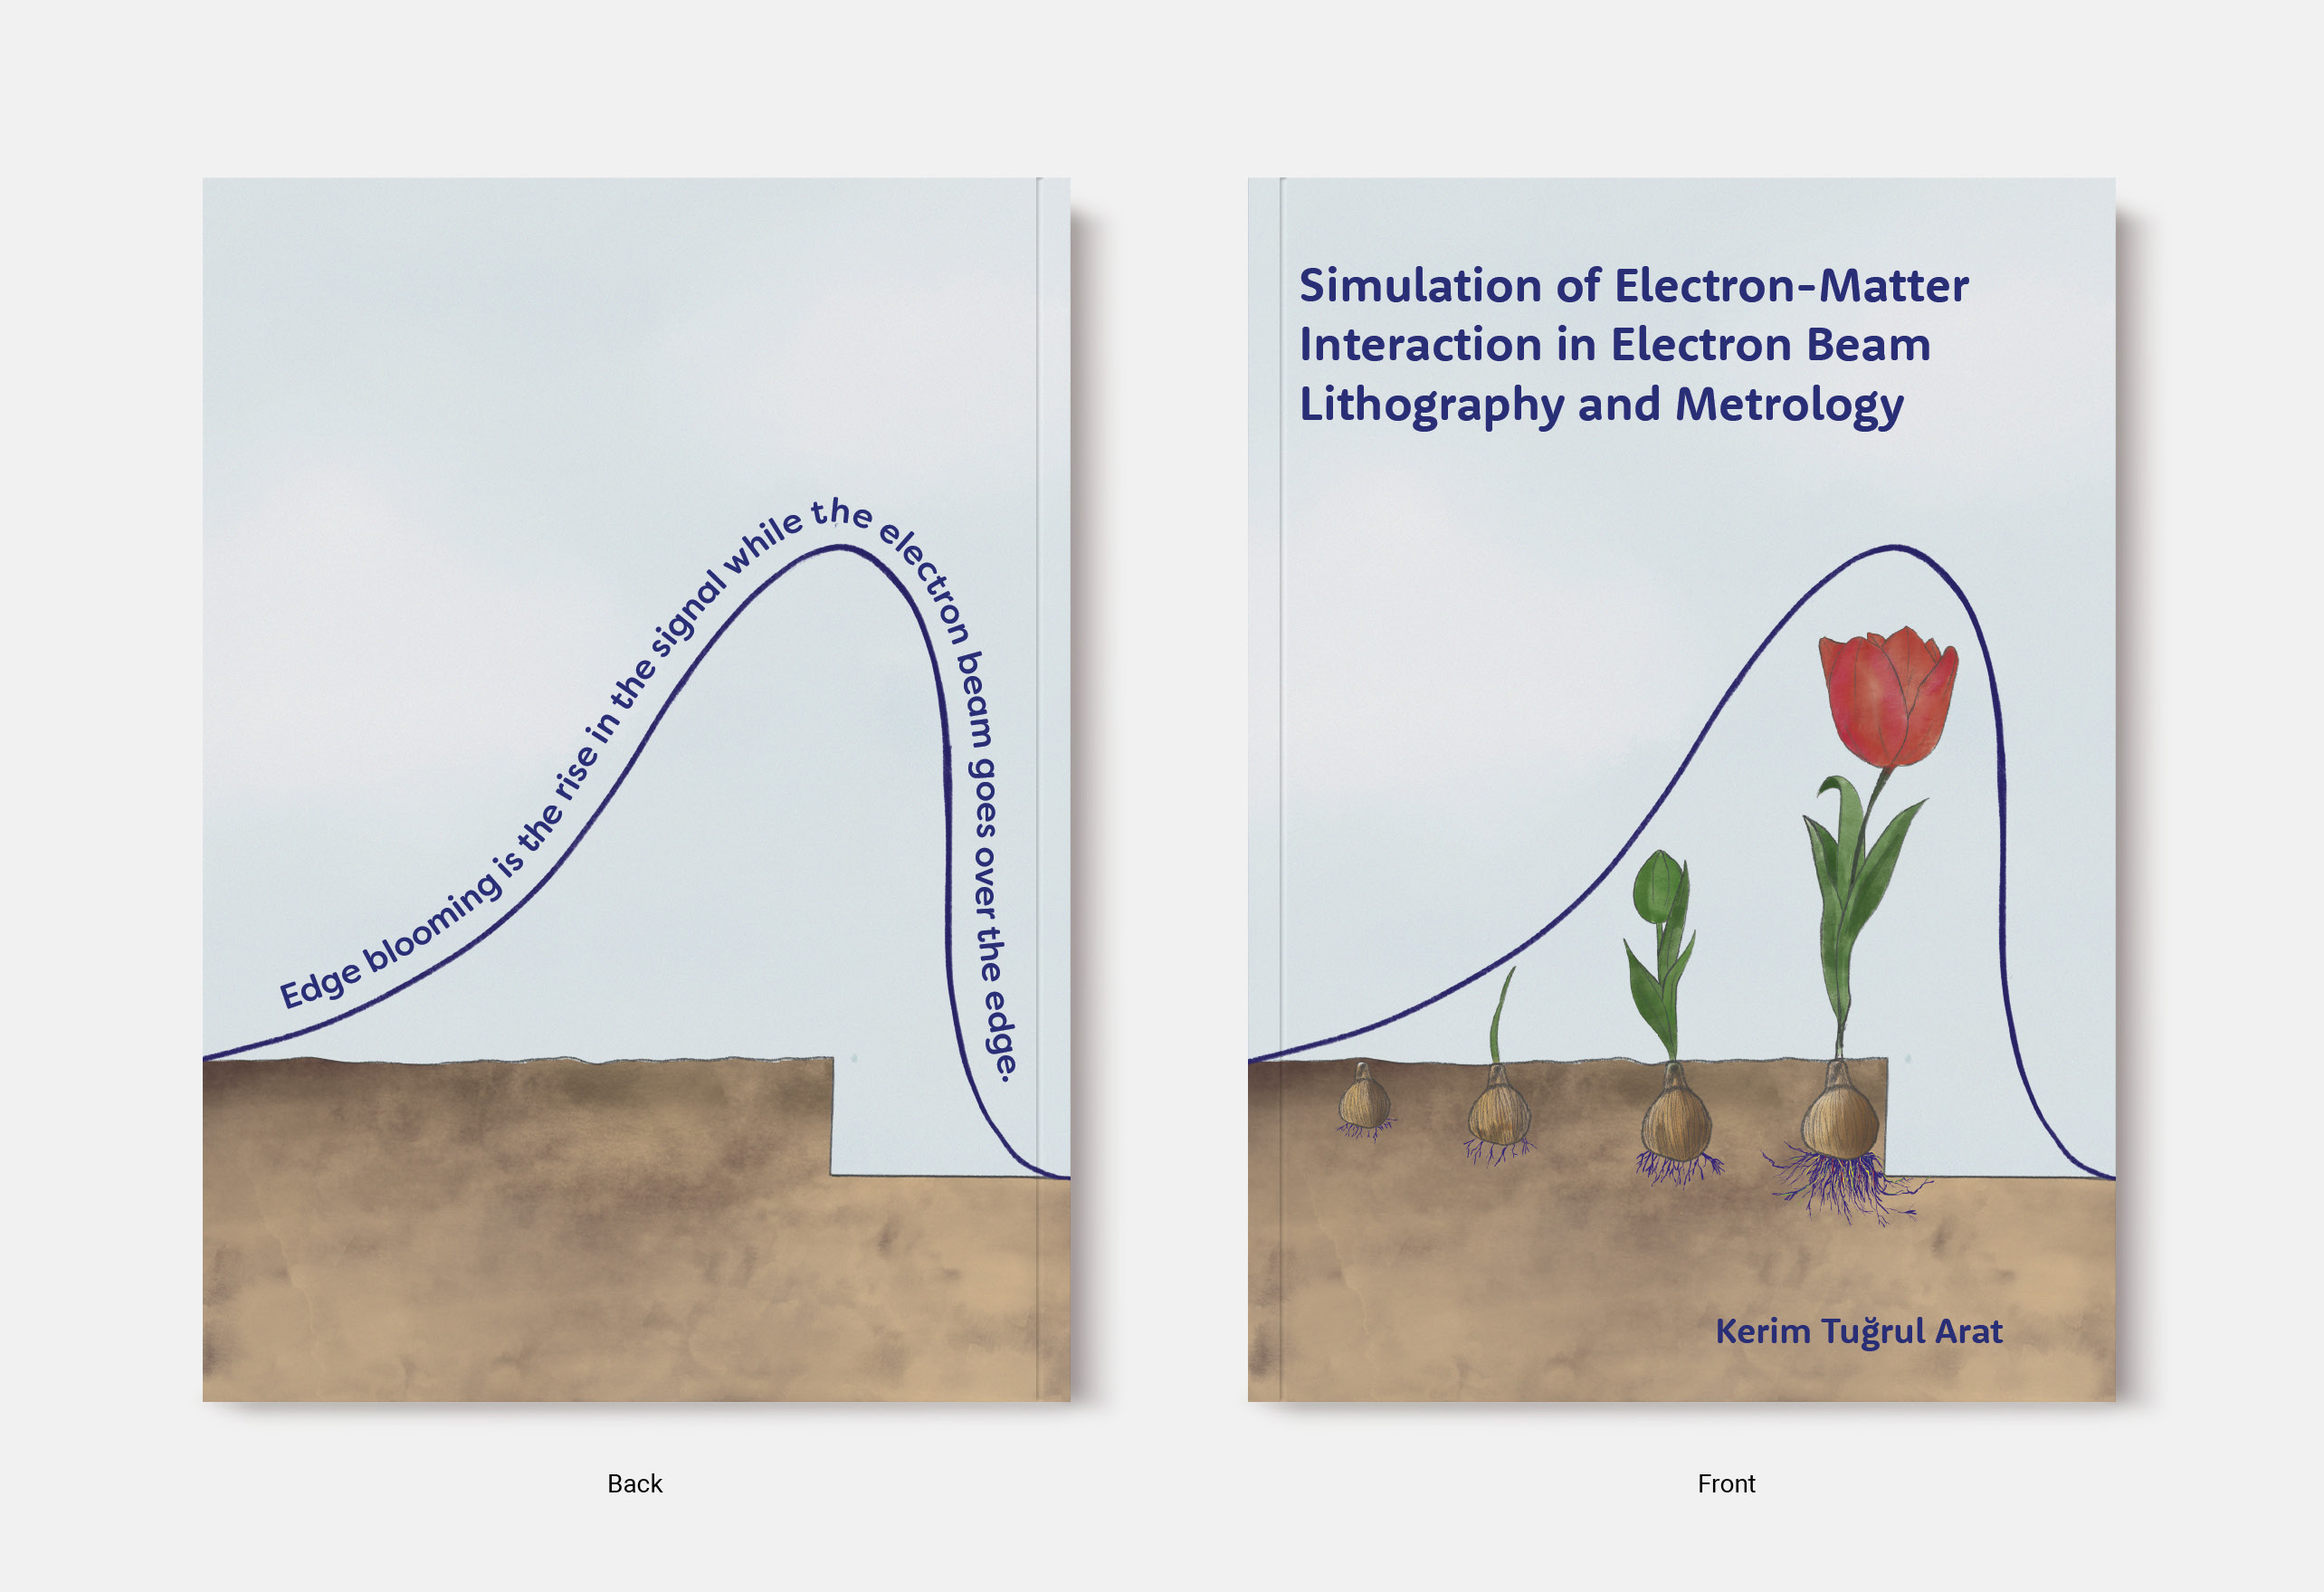 Edge blooming is the rise in the signal while the electron beam goes over the edge.
Simulation of Electron-Matter
Interaction in Electron Beam
Lithography and Metrology
Kerim Tuğrul Arat
Back
Front